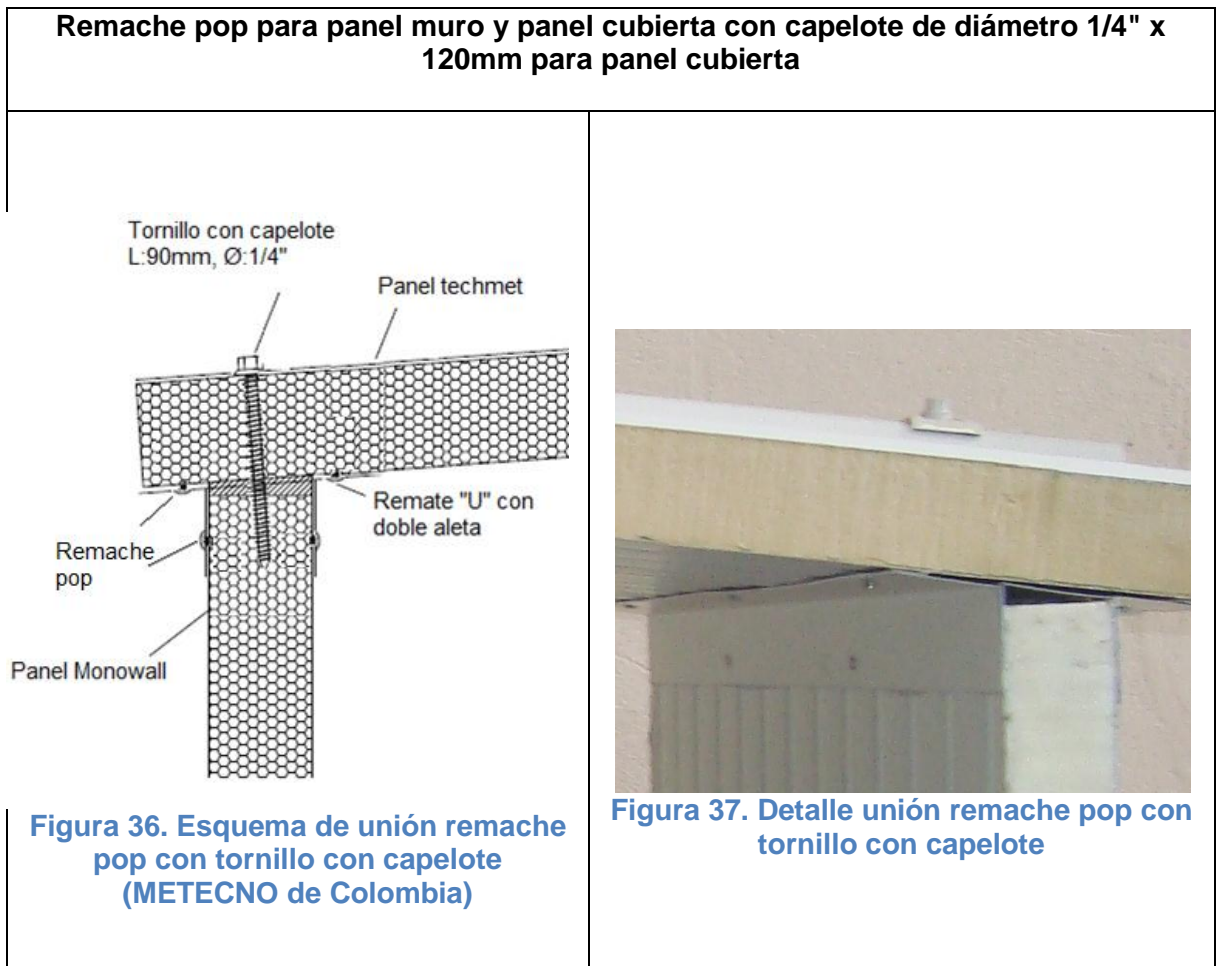 Remache pop para panel muro y panel cubierta con capelote de diámetro 1/4" x
120mm para panel cubierta
Tornillo con capelote
L:90mm, Ø:1/4"
Panel techmet
Remate "U" con
doble aleta
Remache
pop
Panel Monowall
Figura 36. Esquema de unión remache
pop con tornillo con capelote
(METECNO de Colombia)
Figura 37. Detalle unión remache pop con
tornillo con capelote